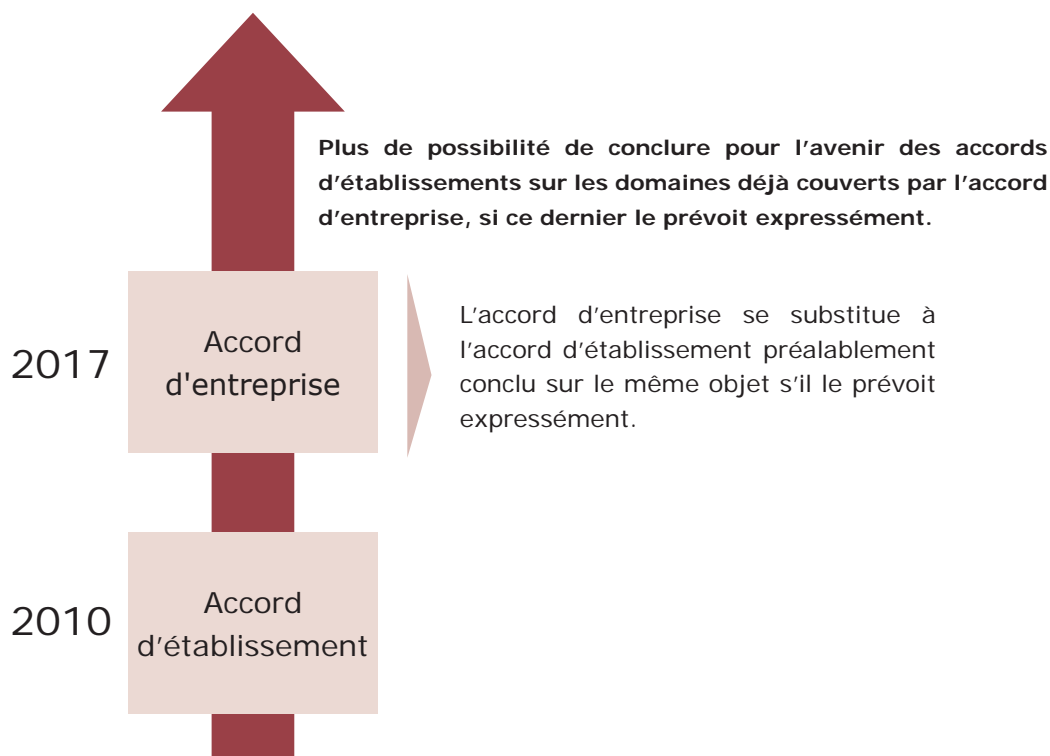 Plus de possibilité de conclure pour l’avenir des accords
d’établissements sur les domaines déjà couverts par l’accord
d’entreprise, si ce dernier le prévoit expressément.
2017
Accord
d'entreprise
L’accord d’entreprise se substitue à
l’accord d’établissement préalablement
conclu sur le même objet s’il le prévoit
expressément.
2010
Accord
d’établissement